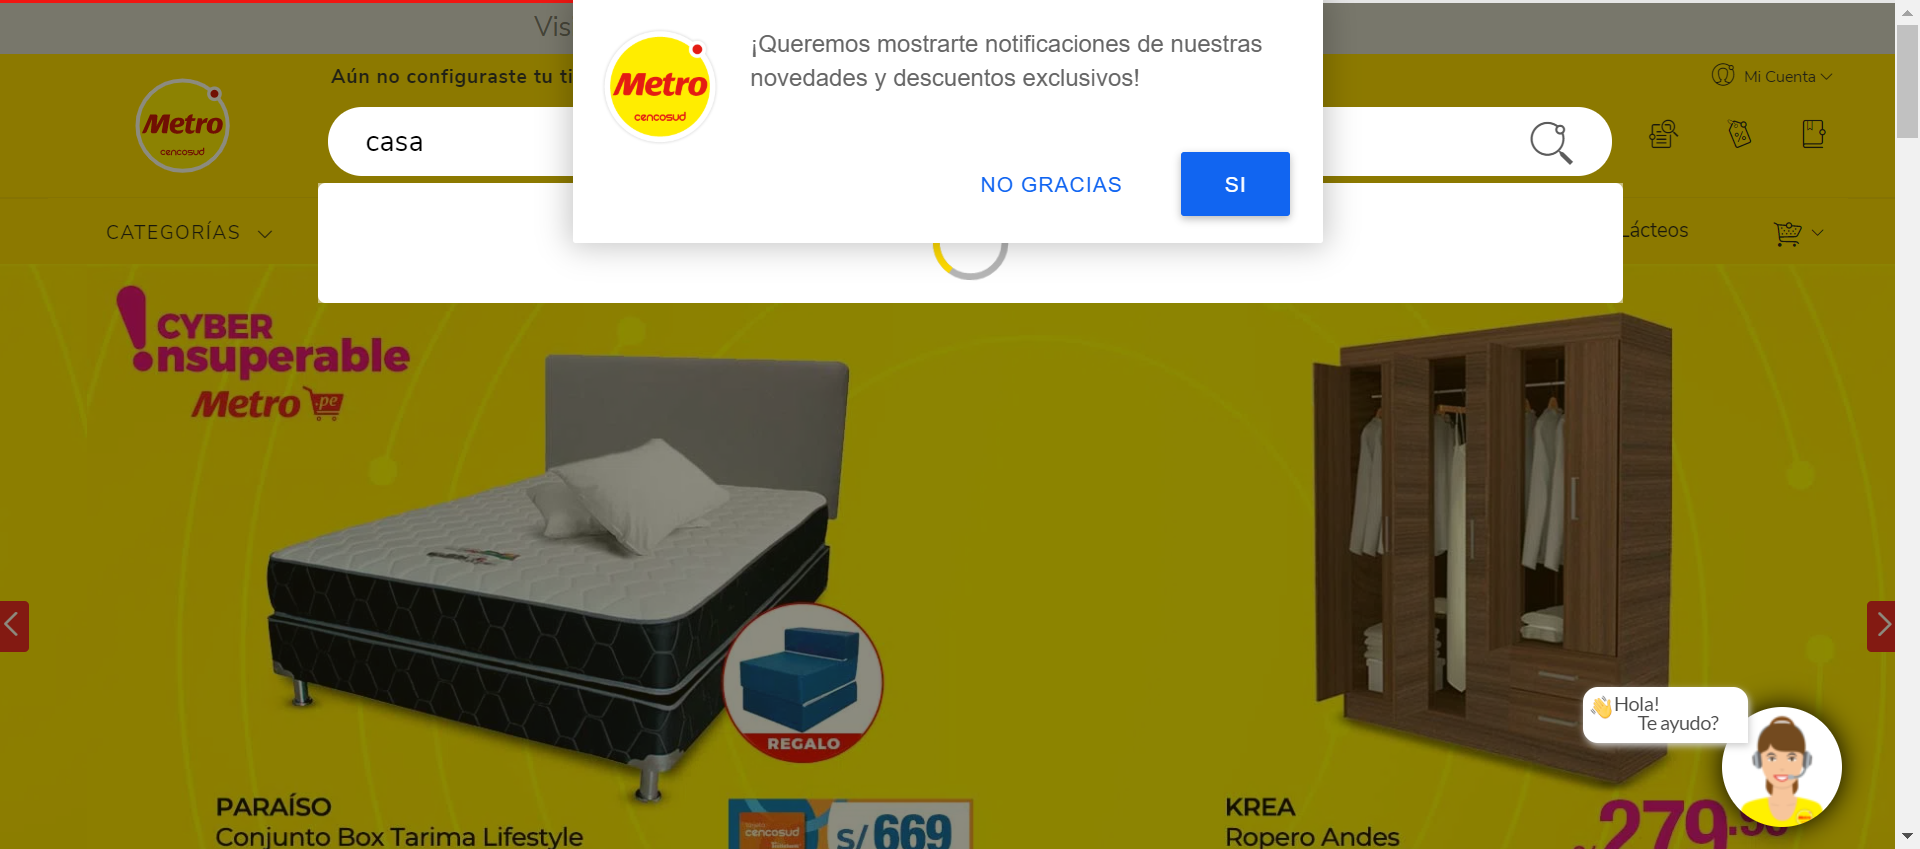 Vis
¡Queremos mostrarte notificaciones de nuestras
novedades y descuentos exclusivos!
Metro
cencosud
NO GRACIAS
SI
Aún no configuraste tu ti
Mi Cuenta
Metro
cencosud
casa
CATEGORÍAS
Lácteos
CYBER
nsuperable
Metro .pe
REGALO
Hola!
Te ayudo?
PARAÍSO
Conjunto Box Tarima Lifestyle
cencosud
S/ 669
KREA
Ropero Andes
279.90